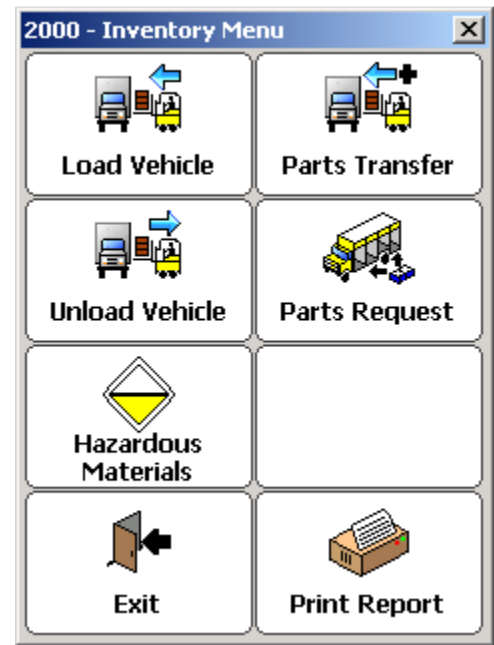 2000 - Inventory Menu
Load Vehicle
Parts Transfer
Unload Vehicle
Parts Request
Hazardous
Materials
Exit
Print Report